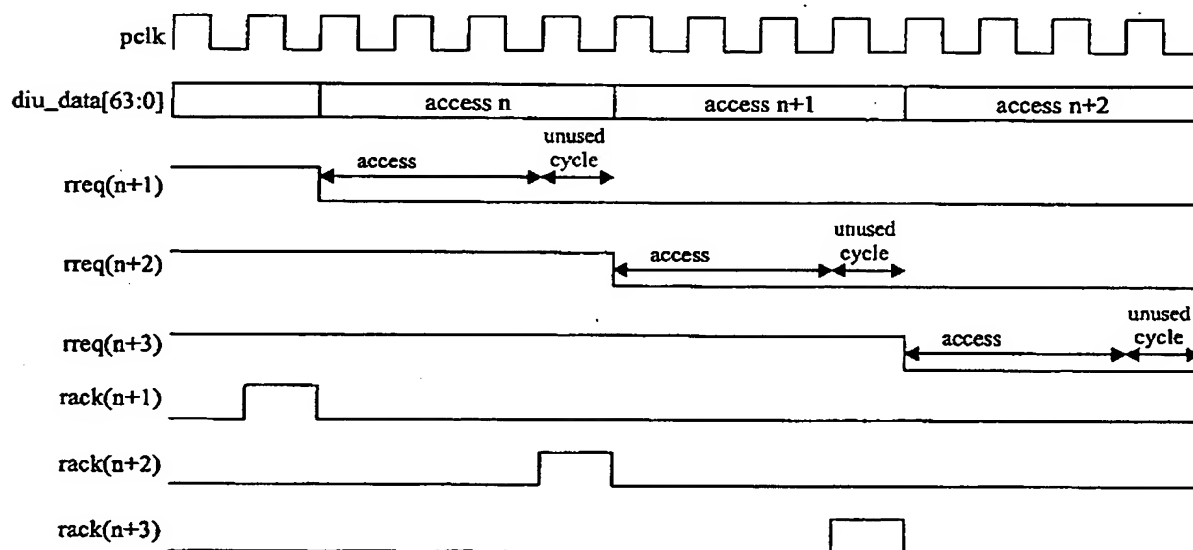 pclk
diu_data[63:0]
access n
access n+1
access n+2
rreq(n+1)
access
unused
cycle
rreq(n+2)
access
unused
cycle
rreq(n+3)
access
unused
cycle
rack(n+1)
rack(n+2)
rack(n+3)